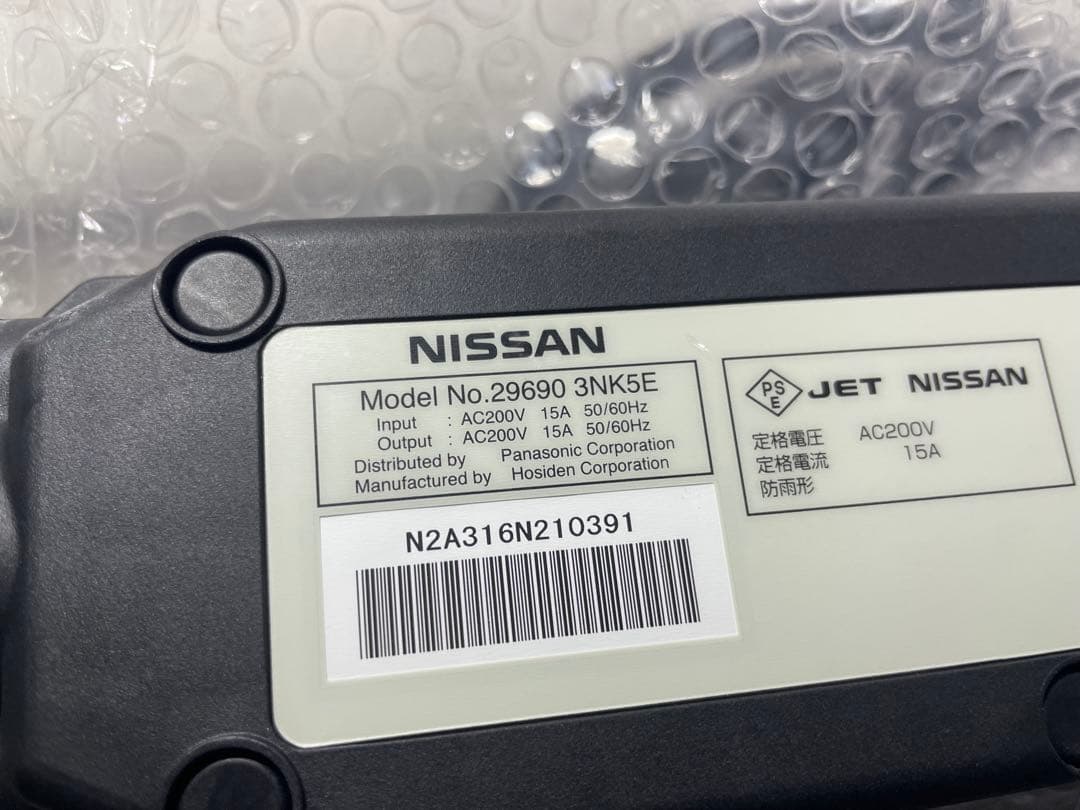 NISSAN
Model No.29690 3NK5E
Input : AC200V 15A 50/60Hz
Output : AC200V 15A 50/60Hz
Distributed by Panasonic Corporation
Manufactured by Hosiden Corporation
N2A316N210391
PS
E
JET NISSAN
定格電圧 AC200V
定格電流 15A
防雨形